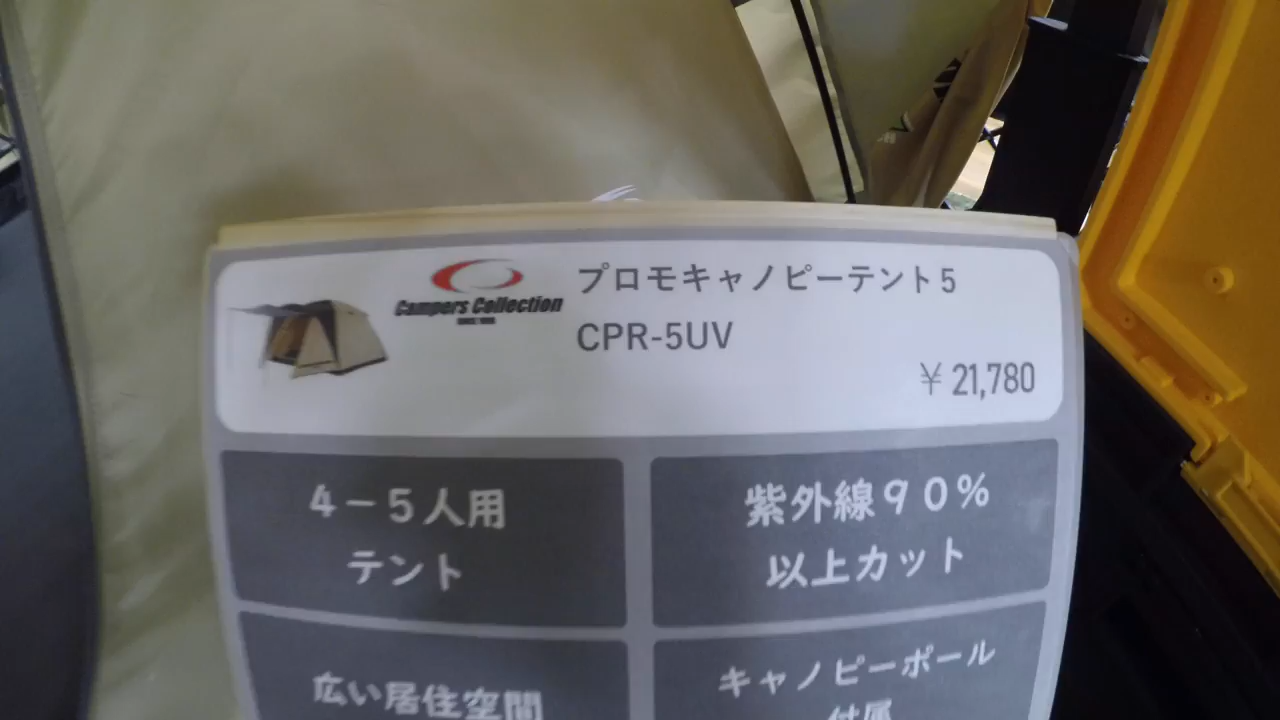 Campers Collection
プロモキャノピーテント5
CPR-5UV
￥21,780
4－5人用
テント
紫外線90%
以上カット
広い居住空間
キャノピーポール
付属